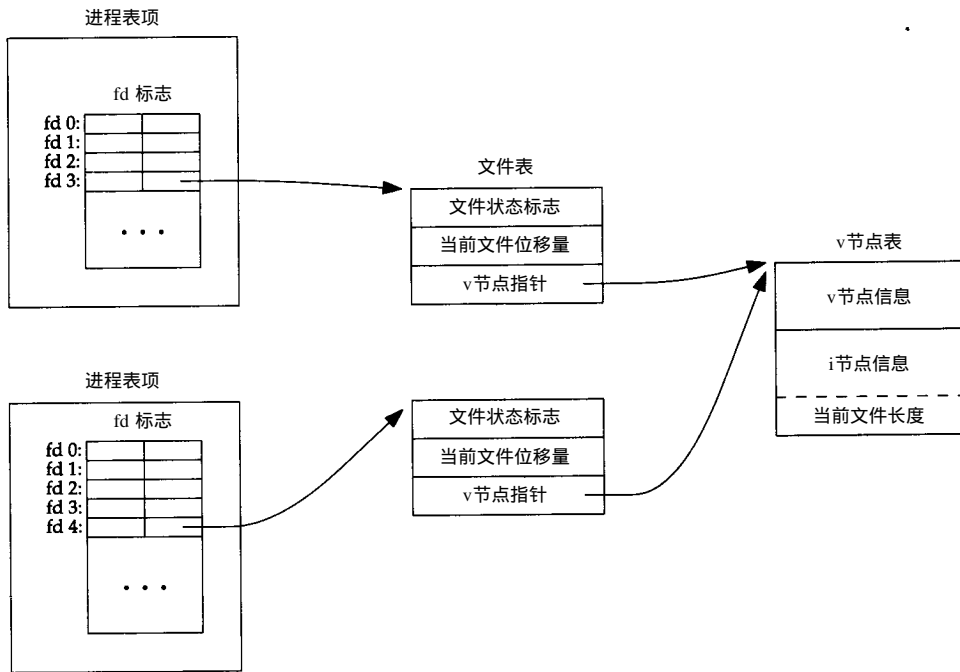 进程表项
fd 标志
fd 0:
fd 1:
fd 2:
fd 3:
• • •
文件表
文件状态标志
当前文件位移量
v节点指针
v节点表
v节点信息
i节点信息
当前文件长度
进程表项
fd 标志
fd 0:
fd 1:
fd 2:
fd 3:
fd 4:
• • •
文件状态标志
当前文件位移量
v节点指针